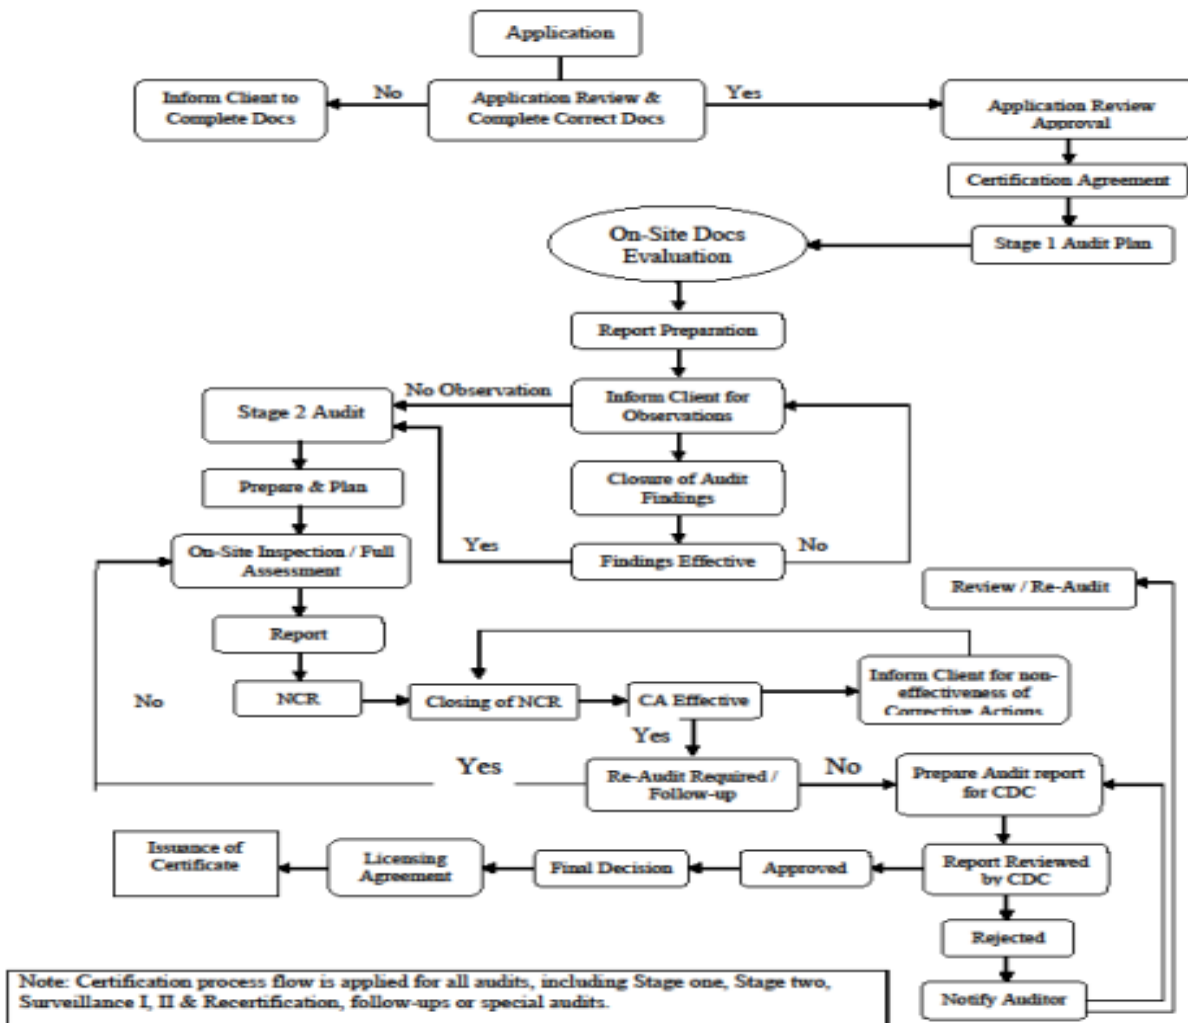 Application
Inform Client to
Complete Docs
No
Application Review &
Complete Correct Docs
Yes
Application Review
Approval
Certification Agreement
On-Site Docs
Evaluation
Stage 1 Audit Plan
Report Preparation
No Observation
Inform Client for
Observations
Stage 2 Audit
Closure of Audit
Findings
Prepare & Plan
On-Site Inspection / Full
Assessment
Yes
Findings Effective
No
Review / Re-Audit
Report
Inform Client for non-
effectiveness of
Corrective Actions
No
NCR
Closing of NCR
CA Effective
Yes
Yes
Re-Audit Required /
Follow-up
No
Prepare Audit report
for CDC
Issuance of
Certificate
Licensing
Agreement
Final Decision
Approved
Report Reviewed
by CDC
Rejected
Notify Auditor
Note: Certification process flow is applied for all audits, including Stage one, Stage two,
Surveillance I, II & Recertification, follow-ups or special audits.